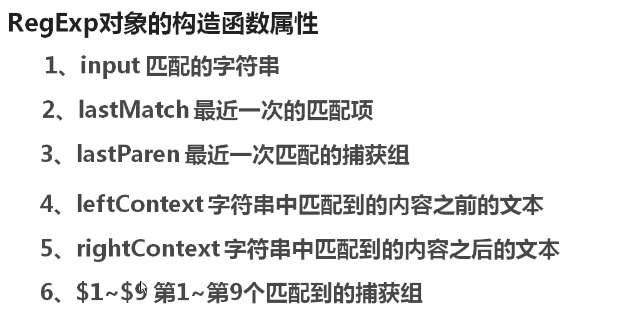 RegExp对象的构造函数属性
1、input 匹配的字符串
2、lastMatch 最近一次的匹配项
3、lastParen 最近一次匹配的捕获组
4、leftContext 字符串中匹配到的内容之前的文本
5、rightContext 字符串中匹配到的内容之后的文本
6、$1~$9 第1~第9个匹配到的捕获组